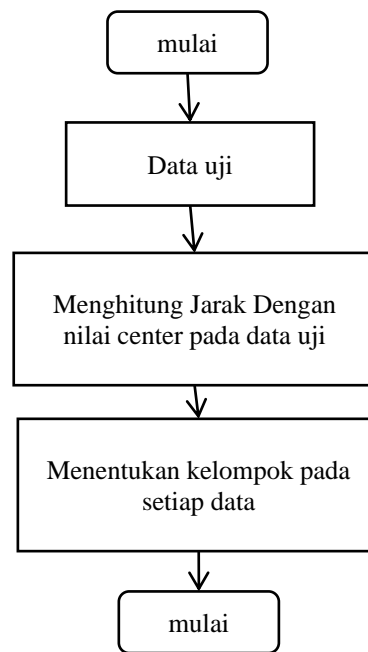 mulai
Data uji
Menghitung Jarak Dengan
nilai center pada data uji
Menentukan kelompok pada
setiap data
mulai